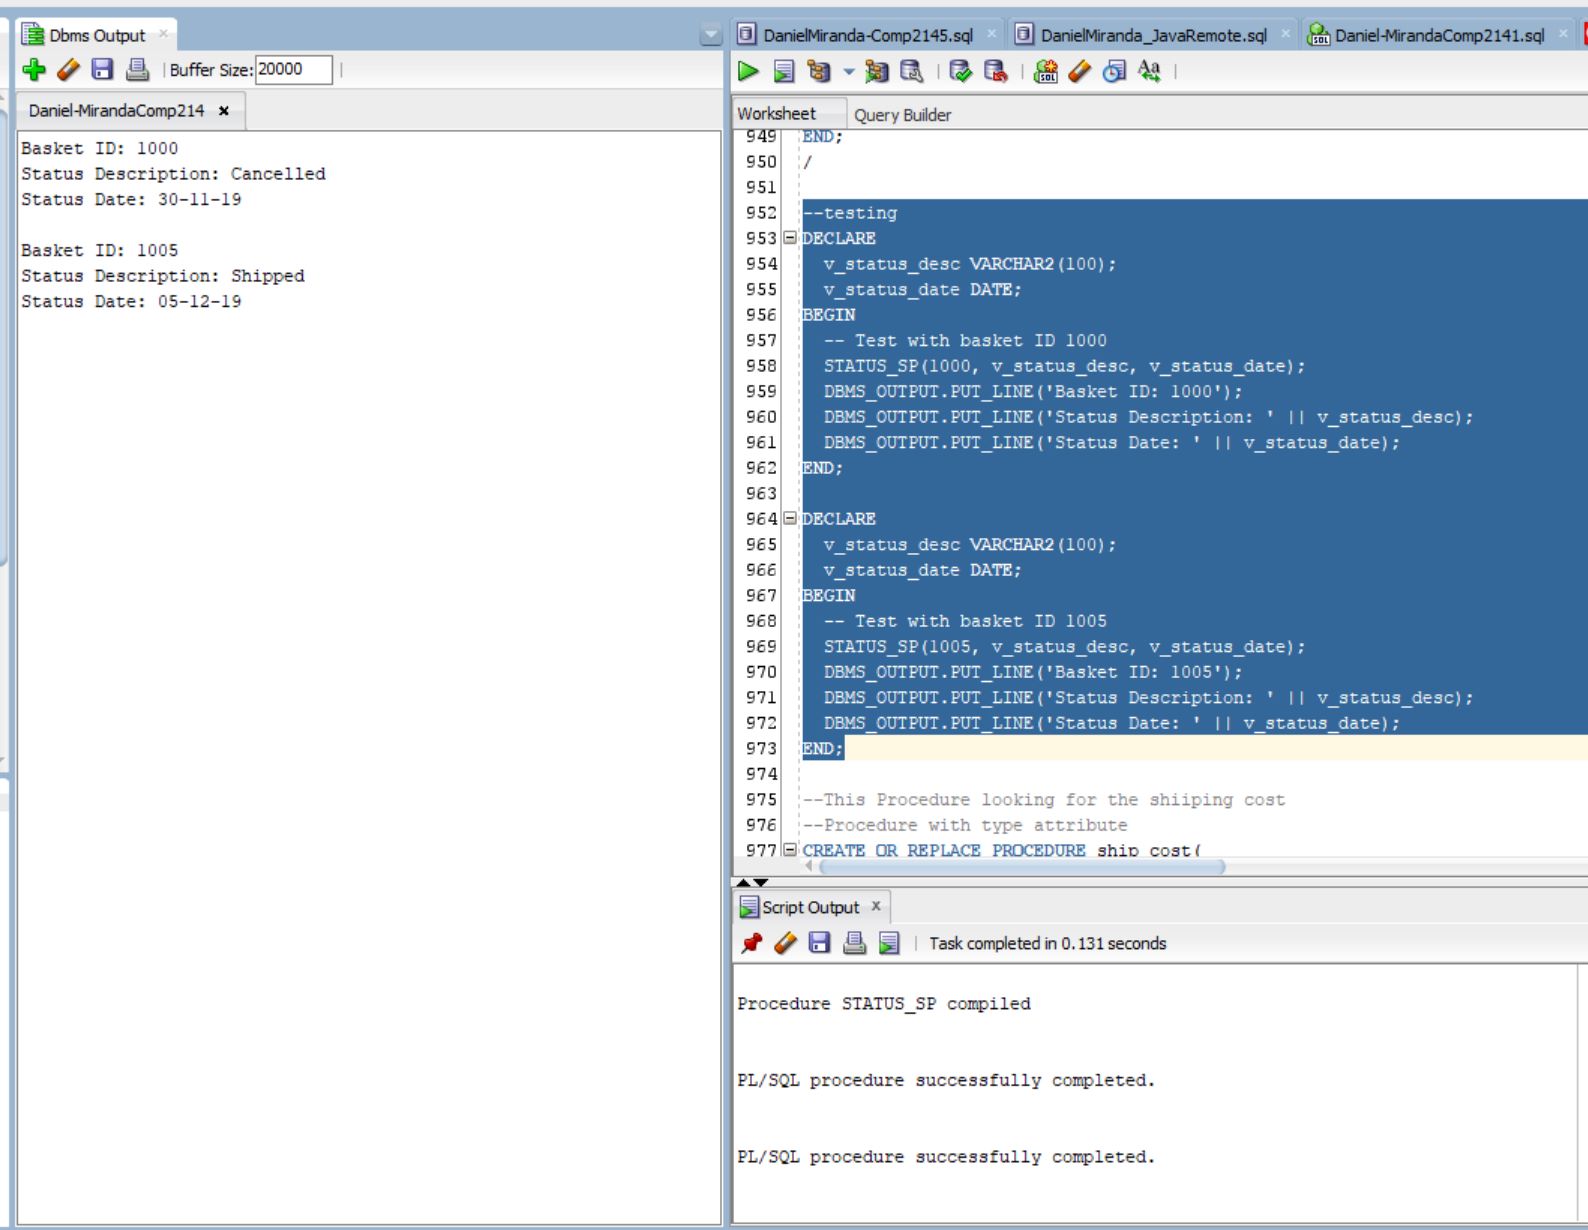 Dbms Output
Buffer Size: 20000
Daniel-MirandaComp214
Basket ID: 1000
Status Description: Cancelled
Status Date: 30-11-19
Basket ID: 1005
Status Description: Shipped
Status Date: 05-12-19
DanielMiranda-Comp2145.sql
DanielMiranda_JavaRemote.sql
Daniel-MirandaComp2141.sql
Worksheet
Query Builder
949 END;
950 /
951
952 --testing
953 DECLARE
954 v_status_desc VARCHAR2(100);
955 v_status_date DATE;
956 BEGIN
957 -- Test with basket ID 1000
958 STATUS_SP(1000, v_status_desc, v_status_date);
959 DBMS_OUTPUT.PUT_LINE('Basket ID: 1000');
960 DBMS_OUTPUT.PUT_LINE('Status Description: ' || v_status_desc);
961 DBMS_OUTPUT.PUT_LINE('Status Date: ' || v_status_date);
962 END;
963
964 DECLARE
965 v_status_desc VARCHAR2(100);
966 v_status_date DATE;
967 BEGIN
968 -- Test with basket ID 1005
969 STATUS_SP(1005, v_status_desc, v_status_date);
970 DBMS_OUTPUT.PUT_LINE('Basket ID: 1005');
971 DBMS_OUTPUT.PUT_LINE('Status Description: ' || v_status_desc);
972 DBMS_OUTPUT.PUT_LINE('Status Date: ' || v_status_date);
973 END;
974
975 --This Procedure looking for the shiiping cost
976 --Procedure with type attribute
977 CREATE OR REPLACE PROCEDURE ship_cost(
Script Output
Task completed in 0.131 seconds
Procedure STATUS_SP compiled
PL/SQL procedure successfully completed.
PL/SQL procedure successfully completed.